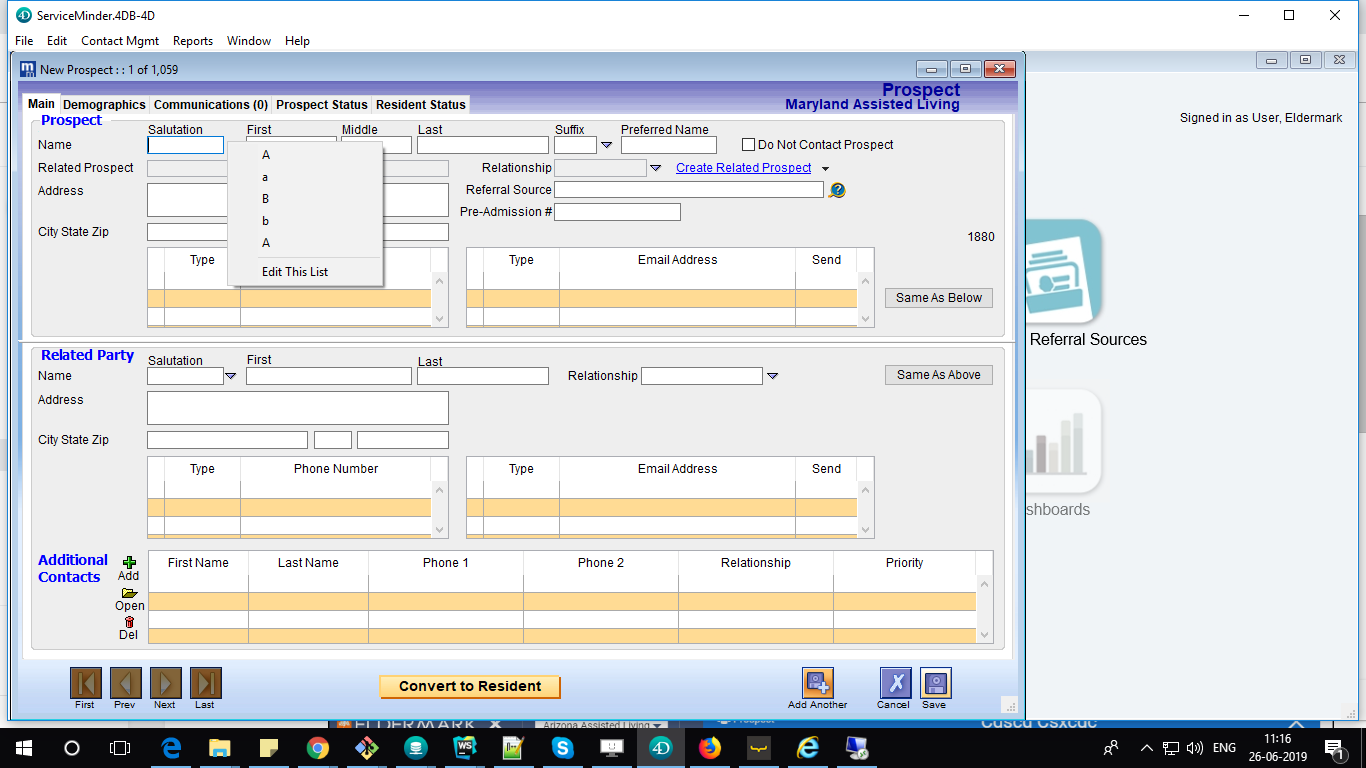 ServiceMinder.4DB-4D
File Edit Contact Mgmt Reports Window Help
New Prospect : : 1 of 1,059
Prospect
Maryland Assisted Living
Main Demographics Communications (0) Prospect Status Resident Status
Signed in as User, Eldermark
Prospect
Salutation First Middle Last Suffix Preferred Name
Name Do Not Contact Prospect
A
a
B
b
A
Edit This List
Related Prospect Relationship Create Related Prospect
Address Referral Source
Pre-Admission #
City State Zip
1880
Type Type Email Address Send
Same As Below
Referral Sources
Related Party
Salutation First Last
Name Relationship Same As Above
Address
City State Zip
Type Phone Number Type Email Address Send
shboards
Additional
Contacts
Add
Open
Del
First Name Last Name Phone 1 Phone 2 Relationship Priority
First Prev Next Last
Convert to Resident
Add Another Cancel Save
ELDERMARK
Arizona Assisted Living
Prospect
ENG
11:16
26-06-2019
1